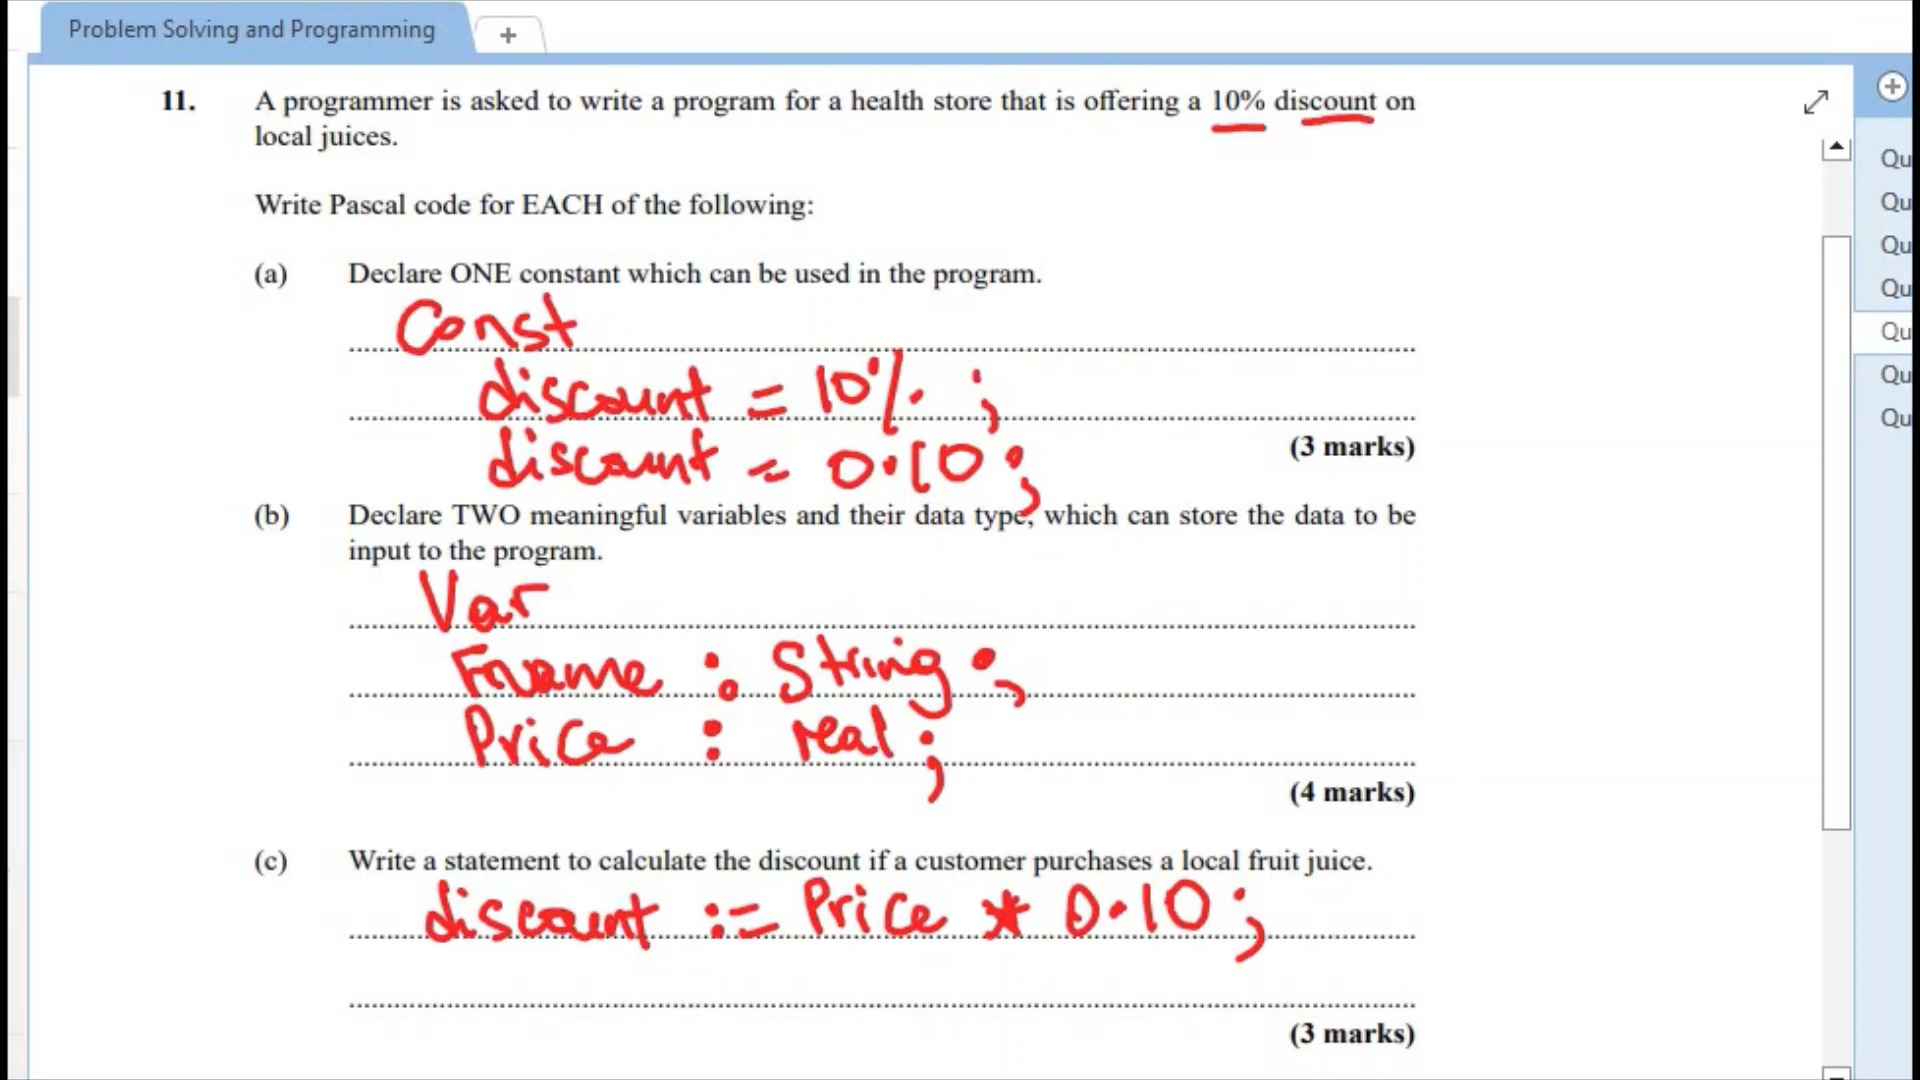 Problem Solving and Programming
+
11. A programmer is asked to write a program for a health store that is offering a 10% discount on
local juices.
Write Pascal code for EACH of the following:
(a) Declare ONE constant which can be used in the program.
Const
discount = 10% ;
(3 marks)
discount = 0.10 ;
(b) Declare TWO meaningful variables and their data type, which can store the data to be
input to the program.
Var
Fname : String ;
Price : real ;
(4 marks)
(c) Write a statement to calculate the discount if a customer purchases a local fruit juice.
discount := Price * 0.10 ;
(3 marks)
Qu
Qu
Qu
Qu
Qu
Qu
Qu